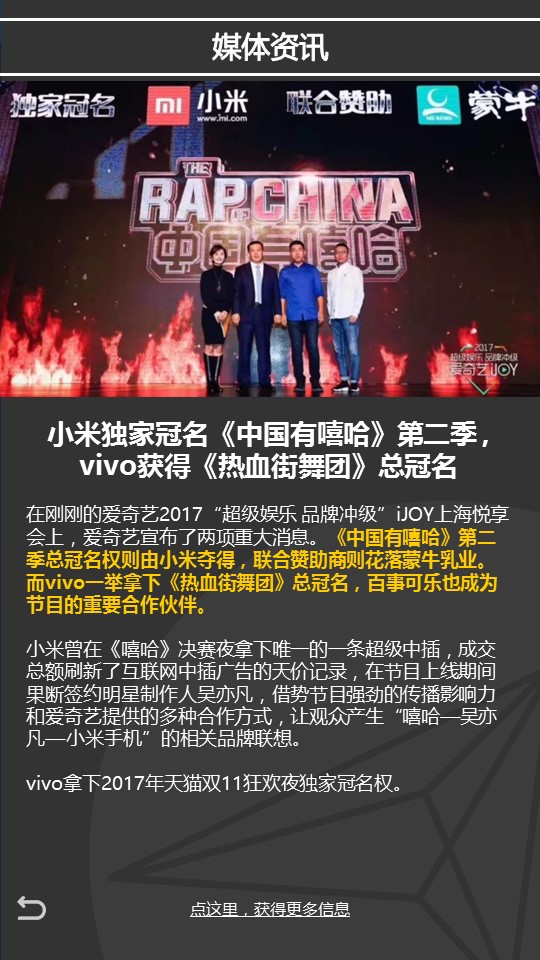 媒体资讯
独家冠名 mi 小米 www.mi.com 联合赞助 蒙牛
THE
RAP OF CHINA
中国有嘻哈
2017
超级娱乐 品牌冲级
爱奇艺 iJOY
小米独家冠名《中国有嘻哈》第二季，
vivo获得《热血街舞团》总冠名
在刚刚的爱奇艺2017“超级娱乐 品牌冲级”iJOY上海悦享
会上，爱奇艺宣布了两项重大消息。《中国有嘻哈》第二
季总冠名权则由小米夺得，联合赞助商则花落蒙牛乳业。
而vivo一举拿下《热血街舞团》总冠名，百事可乐也成为
节目的重要合作伙伴。
小米曾在《嘻哈》决赛夜拿下唯一的一条超级中插，成交
总额刷新了互联网中插广告的天价记录，在节目上线期间
果断签约明星制作人吴亦凡，借势节目强劲的传播影响力
和爱奇艺提供的多种合作方式，让观众产生“嘻哈—吴亦
凡—小米手机”的相关品牌联想。
vivo拿下2017年天猫双11狂欢夜独家冠名权。
点这里，获得更多信息